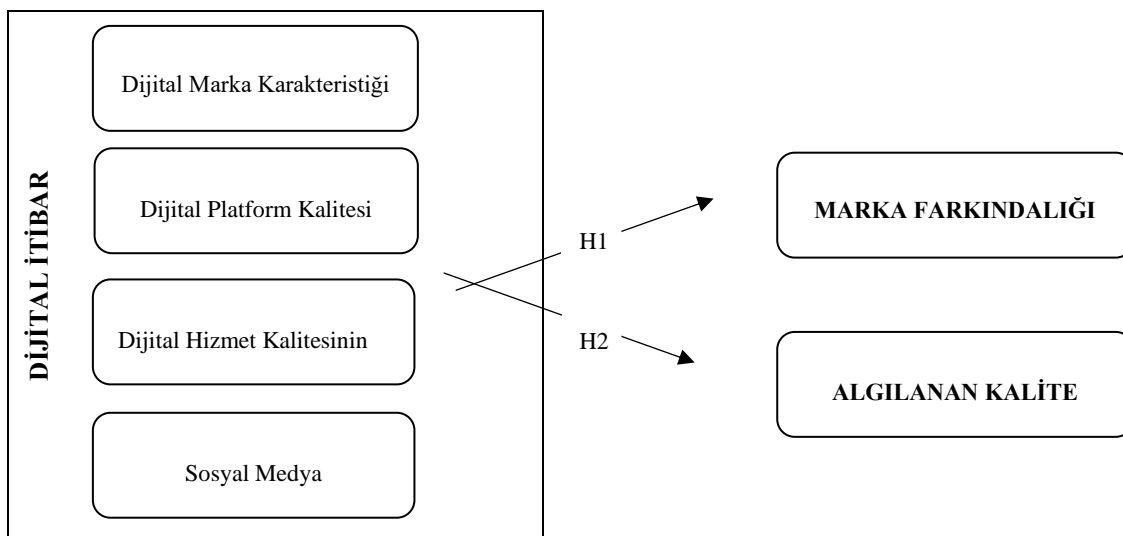 DİJİTAL İTİBAR
Dijital Marka Karakteristiği
Dijital Platform Kalitesi
Dijital Hizmet Kalitesinin
Sosyal Medya
H1
H2
MARKA FARKINDALIĞI
ALGILANAN KALİTE